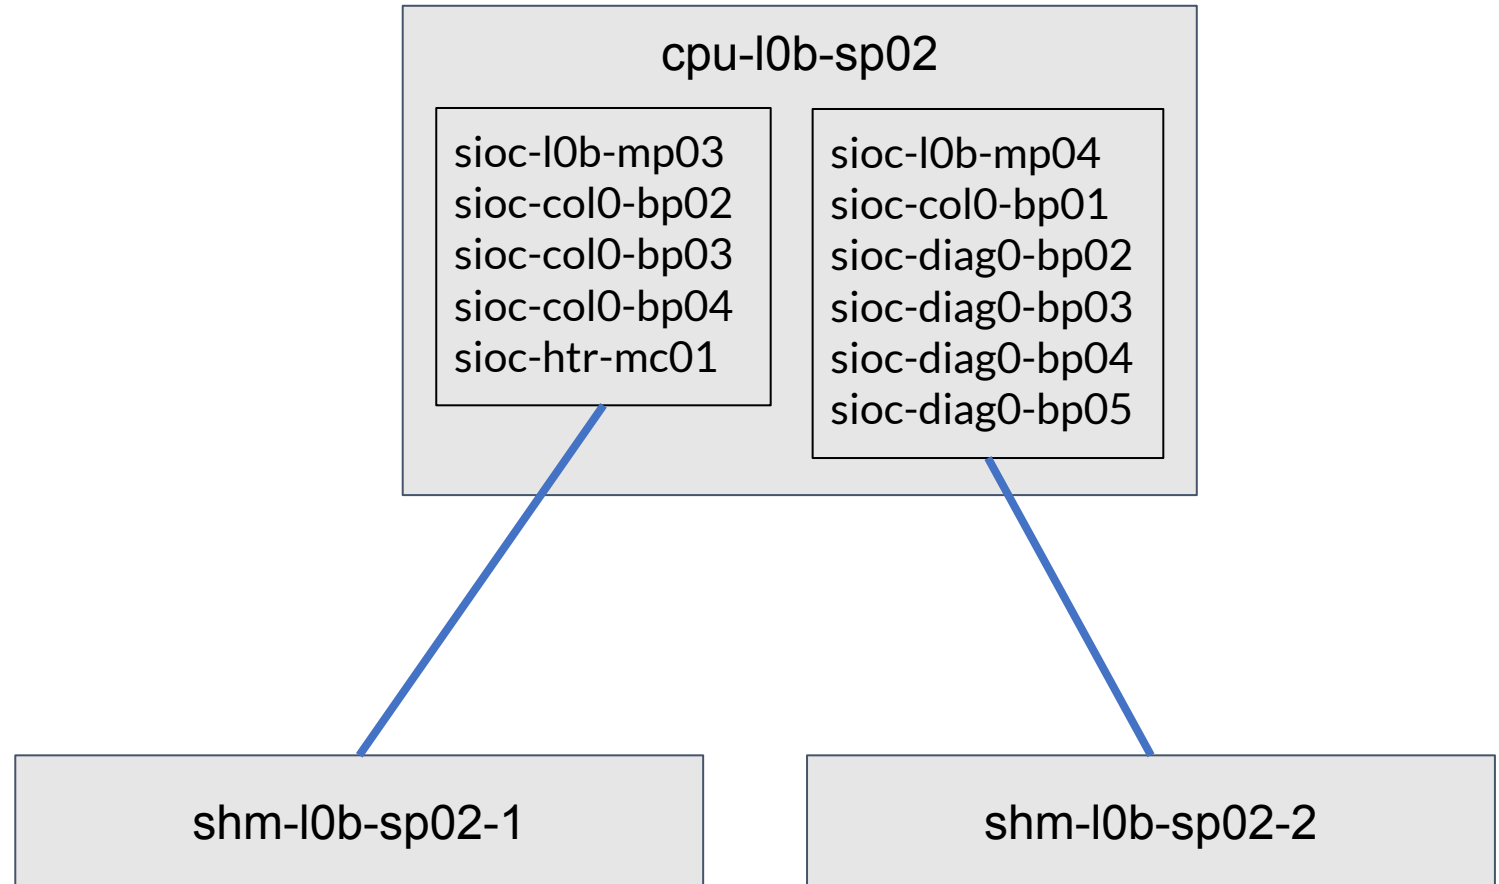 cpu-l0b-sp02
sioc-l0b-mp03
sioc-col0-bp02
sioc-col0-bp03
sioc-col0-bp04
sioc-htr-mc01
sioc-l0b-mp04
sioc-col0-bp01
sioc-diag0-bp02
sioc-diag0-bp03
sioc-diag0-bp04
sioc-diag0-bp05
shm-l0b-sp02-1
shm-l0b-sp02-2